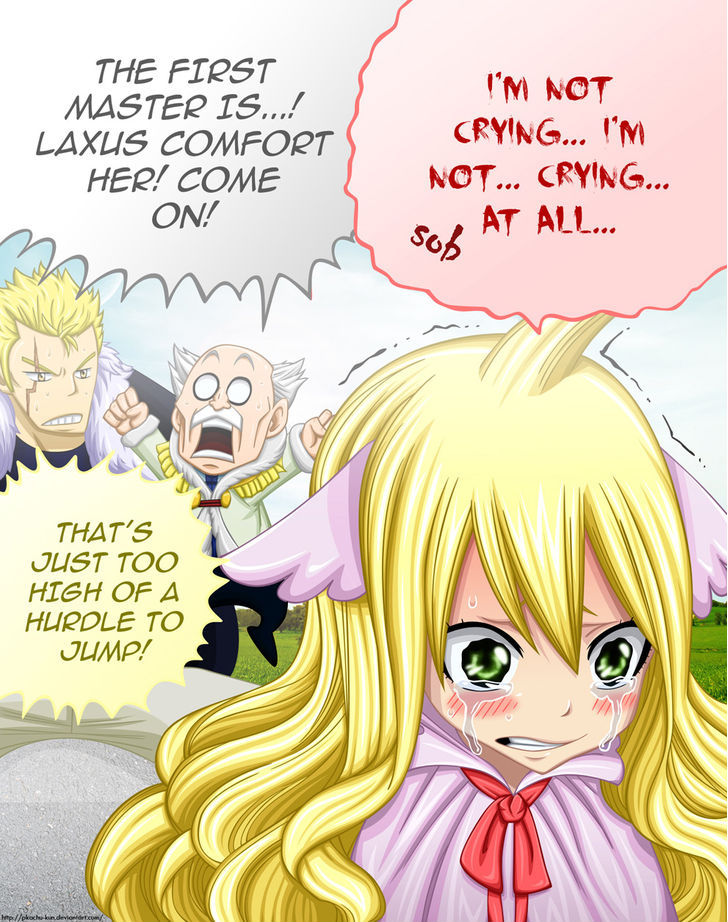 THE FIRST
MASTER IS...!
LAXUS COMFORT
HER! COME
ON!
I'M NOT
CRYING... I'M
NOT... CRYING...
AT ALL...
sob
THAT'S
JUST TOO
HIGH OF A
HURDLE TO
JUMP!
http://pkachu-kun.deviantart.com/